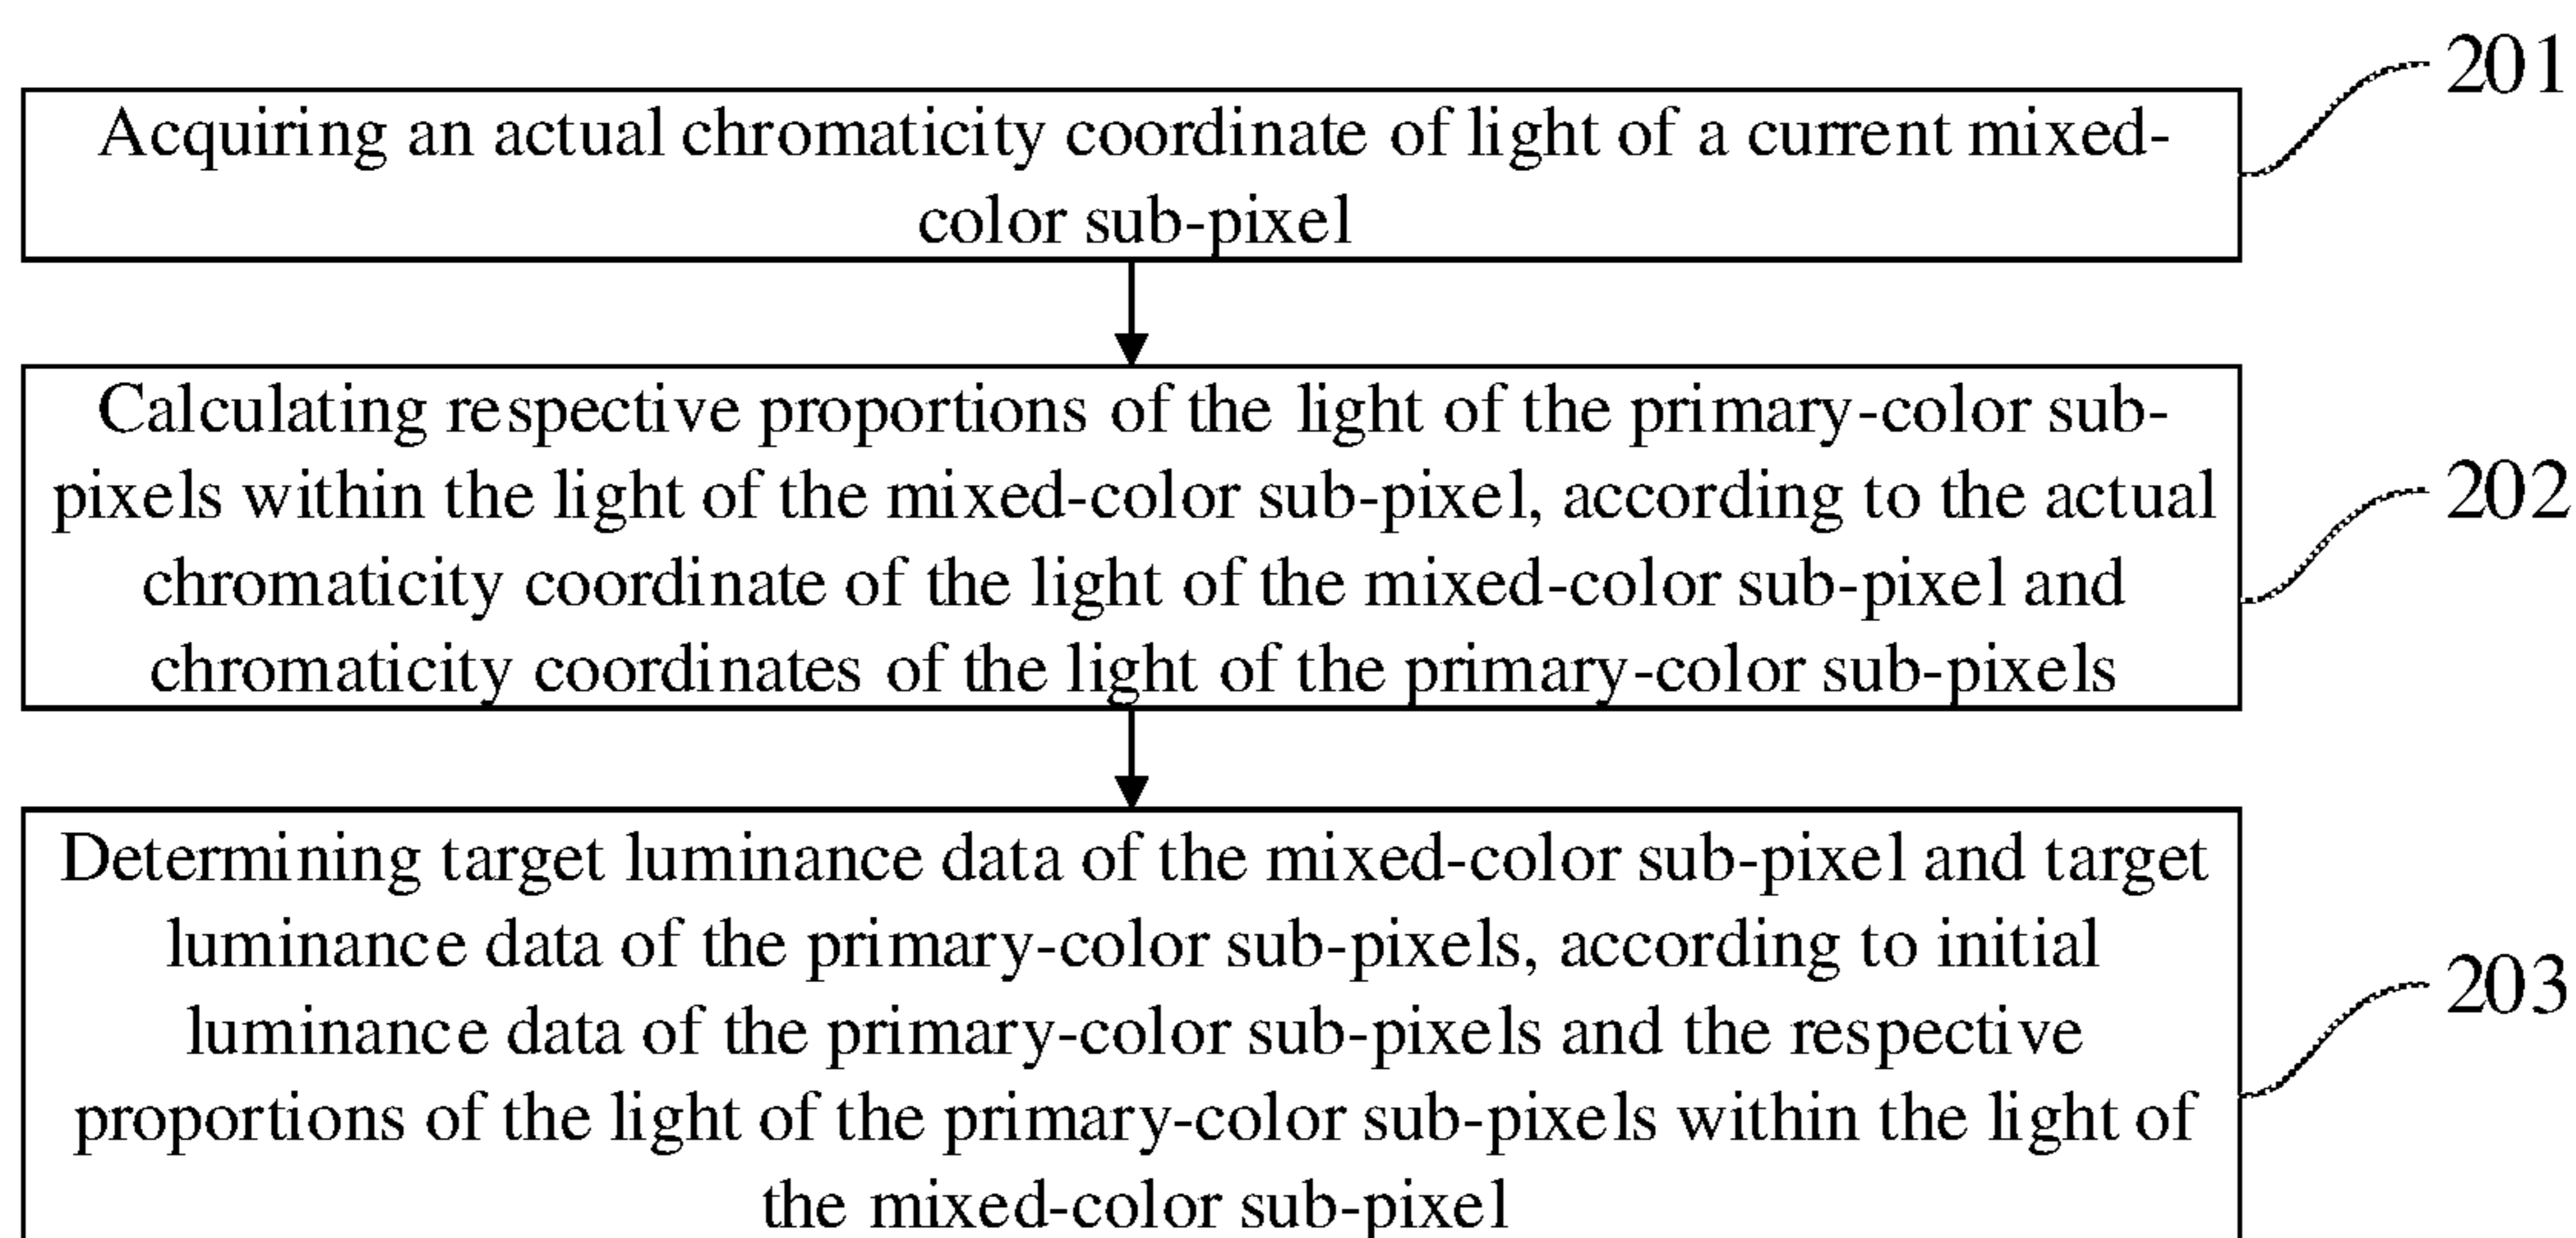 201
Acquiring an actual chromaticity coordinate of light of a current mixed-
color sub-pixel
Calculating respective proportions of the light of the primary-color sub-
pixels within the light of the mixed-color sub-pixel, according to the actual
202
chromaticity coordinate of the light of the mixed-color sub-pixel and
chromaticity coordinates of the light of the primary-color sub-pixels
Determining target luminance data of the mixed-color sub-pixel and target
luminance data of the primary-color sub-pixels, according to initial
203
luminance data of the primary-color sub-pixels and the respective
proportions of the light of the primary-color sub-pixels within the light of
the mixed-color sub-pixel